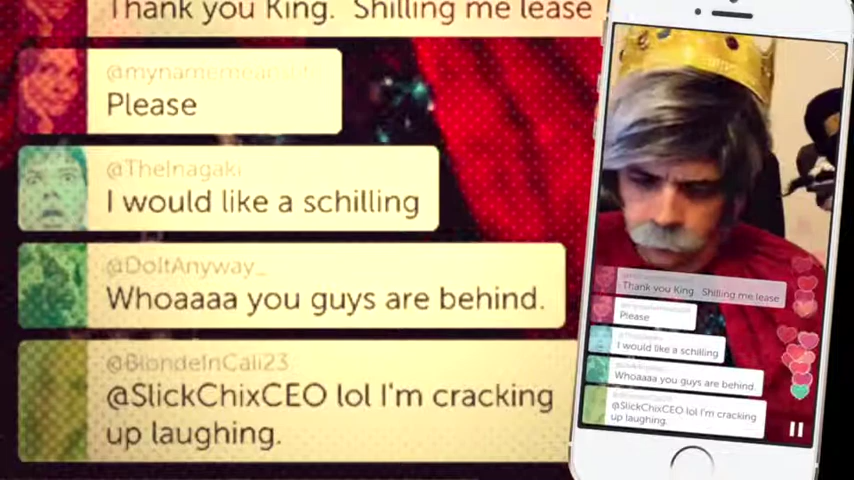 Thank you King. Shilling me lease
Please
@TheInagaki
I would like a schilling
@DoItAnyway_
Whoaaaa you guys are behind.
@BlondeInCali23
@SlickChixCEO lol I'm cracking
up laughing.
Thank you King Shilling me lease
Please
I would like a schilling
Whoaaaa you guys are behind.
@SlickChixCEO lol I'm cracking
up laughing.